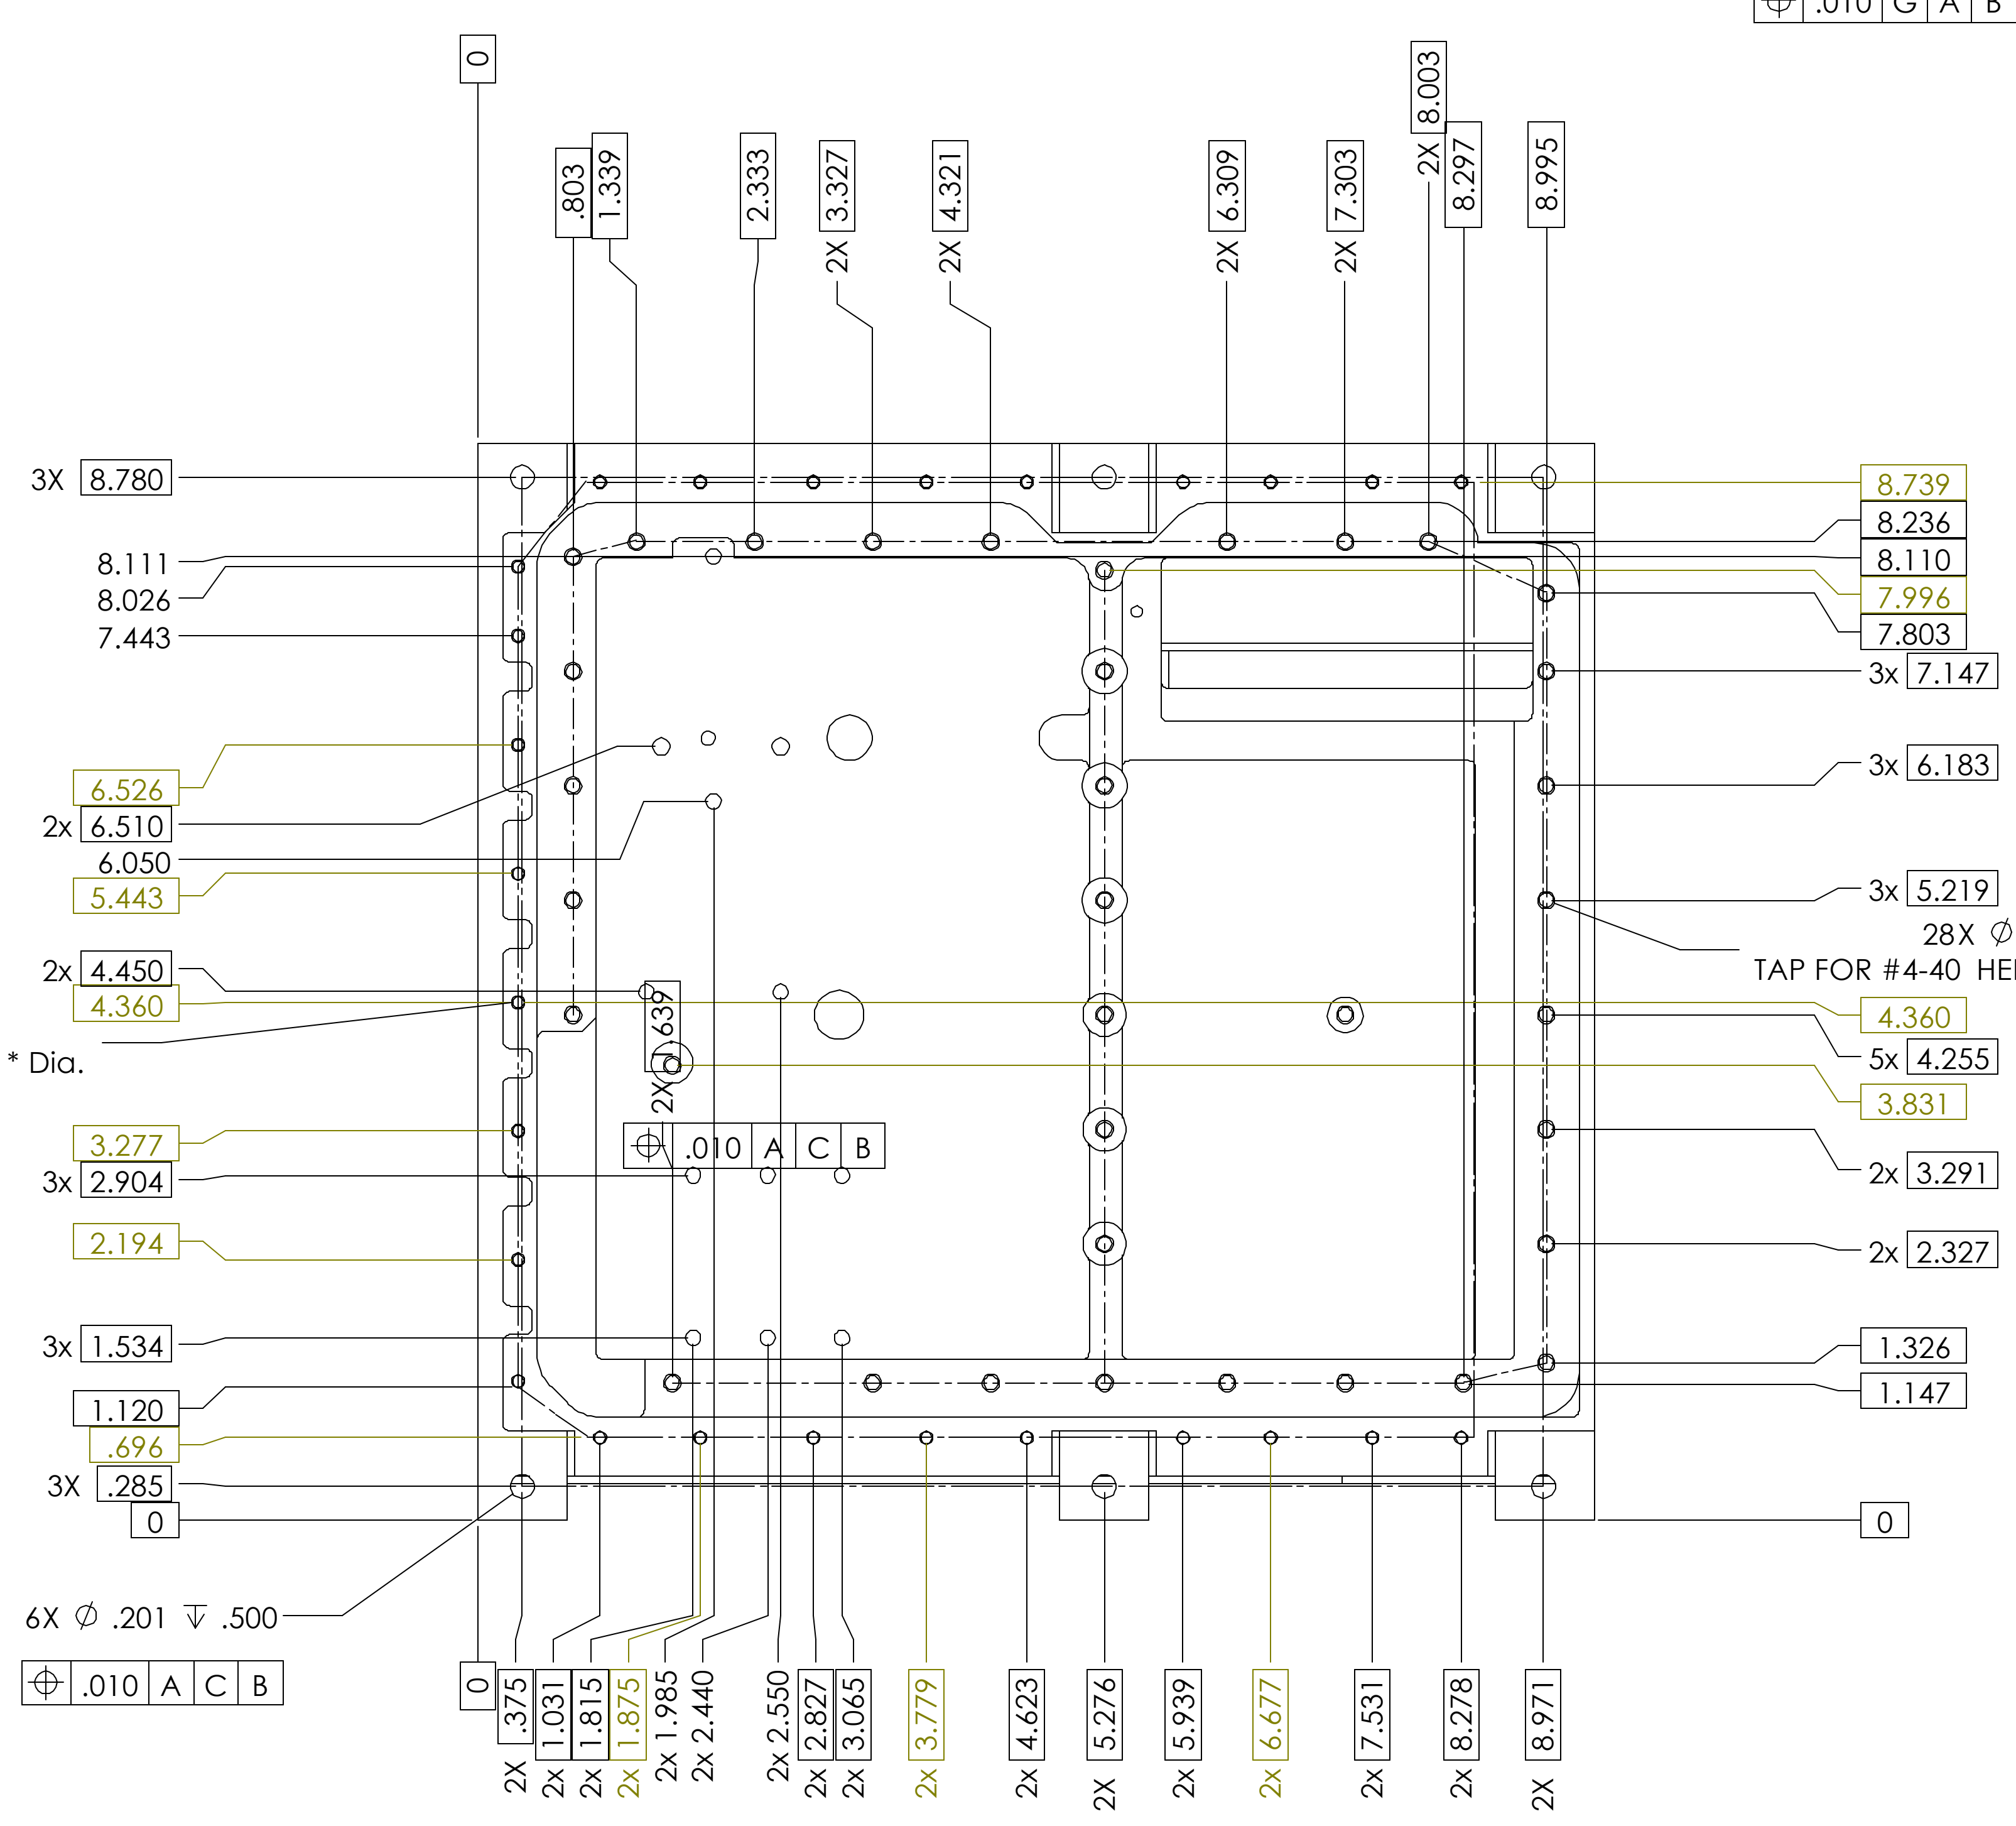 .010 G A B
0
.803
1.339
2.333
2X 3.327
2X 4.321
2X 6.309
2X 7.303
2X 8.003
8.297
8.995
3X 8.780
8.111
8.026
7.443
6.526
2x 6.510
6.050
5.443
2x 4.450
4.360
* Dia.
3.277
3x 2.904
2.194
3x 1.534
1.120
.696
3X .285
0
6X ∅ .201 ↧ .500
⌖ .010 A C B
2X 1.639
⌖ .010 A C B
8.739
8.236
8.110
7.996
7.803
3x 7.147
3x 6.183
3x 5.219
28X ∅
TAP FOR #4-40 HE
4.360
5x 4.255
3.831
2x 3.291
2x 2.327
1.326
1.147
0
0
2X .375
2x 1.031
2x 1.815
2x 1.875
2x 1.985
2x 2.440
2x 2.550
2x 2.827
2x 3.065
2x 3.779
2x 4.623
2X 5.276
2x 5.939
2x 6.677
2x 7.531
2x 8.278
2X 8.971